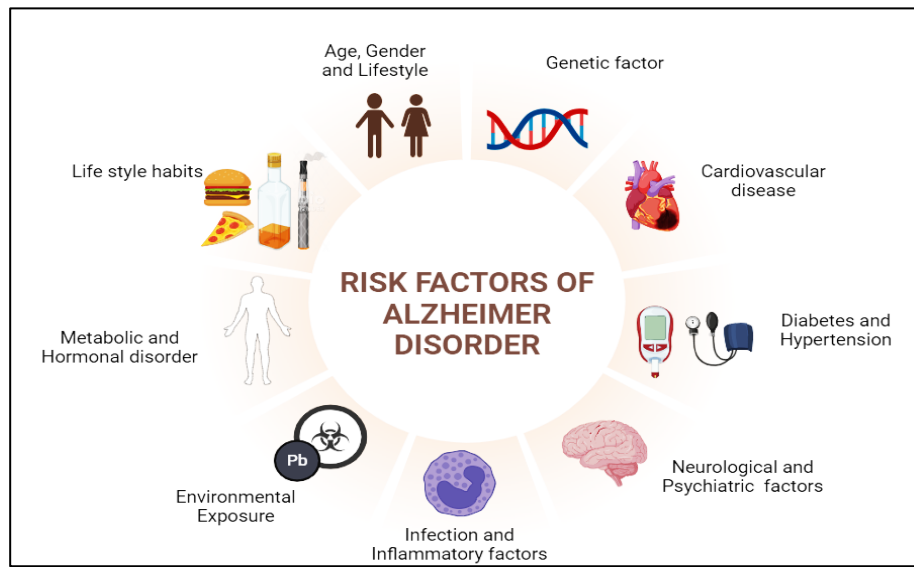 Age, Gender
and Lifestyle
Genetic factor
Cardiovascular
disease
Diabetes and
Hypertension
Neurological and
Psychiatric factors
Infection and
Inflammatory factors
Environmental
Exposure
Pb
Metabolic and
Hormonal disorder
Life style habits
RISK FACTORS OF
ALZHEIMER
DISORDER